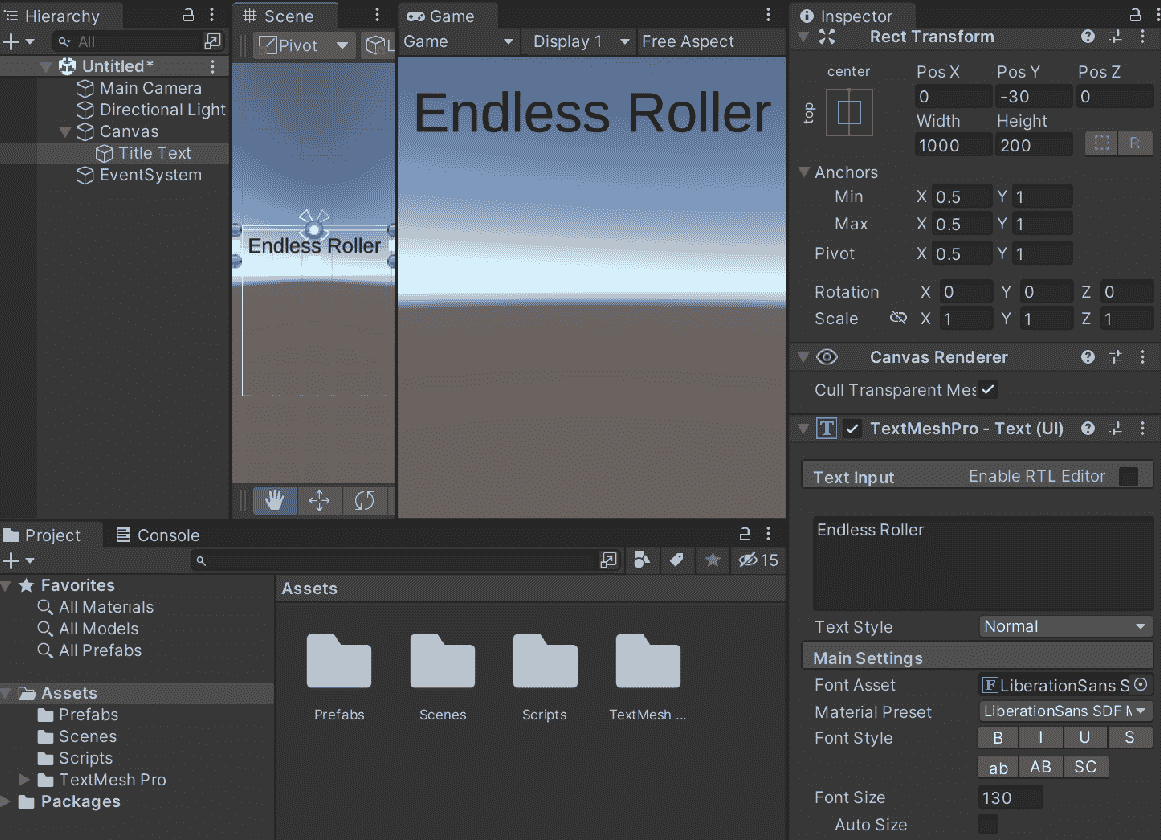 Hierarchy
All
Untitled*
Main Camera
Directional Light
Canvas
Title Text
EventSystem
Scene
Pivot
L
Endless Roller
Game
Game Display 1 Free Aspect
Endless Roller
Inspector
Rect Transform
center
top
Pos X Pos Y Pos Z
0 -30 0
Width Height
1000 200
R
Anchors
Min X 0.5 Y 1
Max X 0.5 Y 1
Pivot X 0.5 Y 1
Rotation X 0 Y 0 Z 0
Scale X 1 Y 1 Z 1
Canvas Renderer
Cull Transparent Mes
T TextMeshPro - Text (UI)
Text Input Enable RTL Editor
Endless Roller
Text Style Normal
Main Settings
Font Asset F LiberationSans S
Material Preset LiberationSans SDF M
Font Style B I U S
ab AB SC
Font Size 130
Auto Size
Project Console
15
Favorites
All Materials
All Models
All Prefabs
Assets
Prefabs
Scenes
Scripts
TextMesh Pro
Packages
Assets
Prefabs Scenes Scripts TextMesh ...